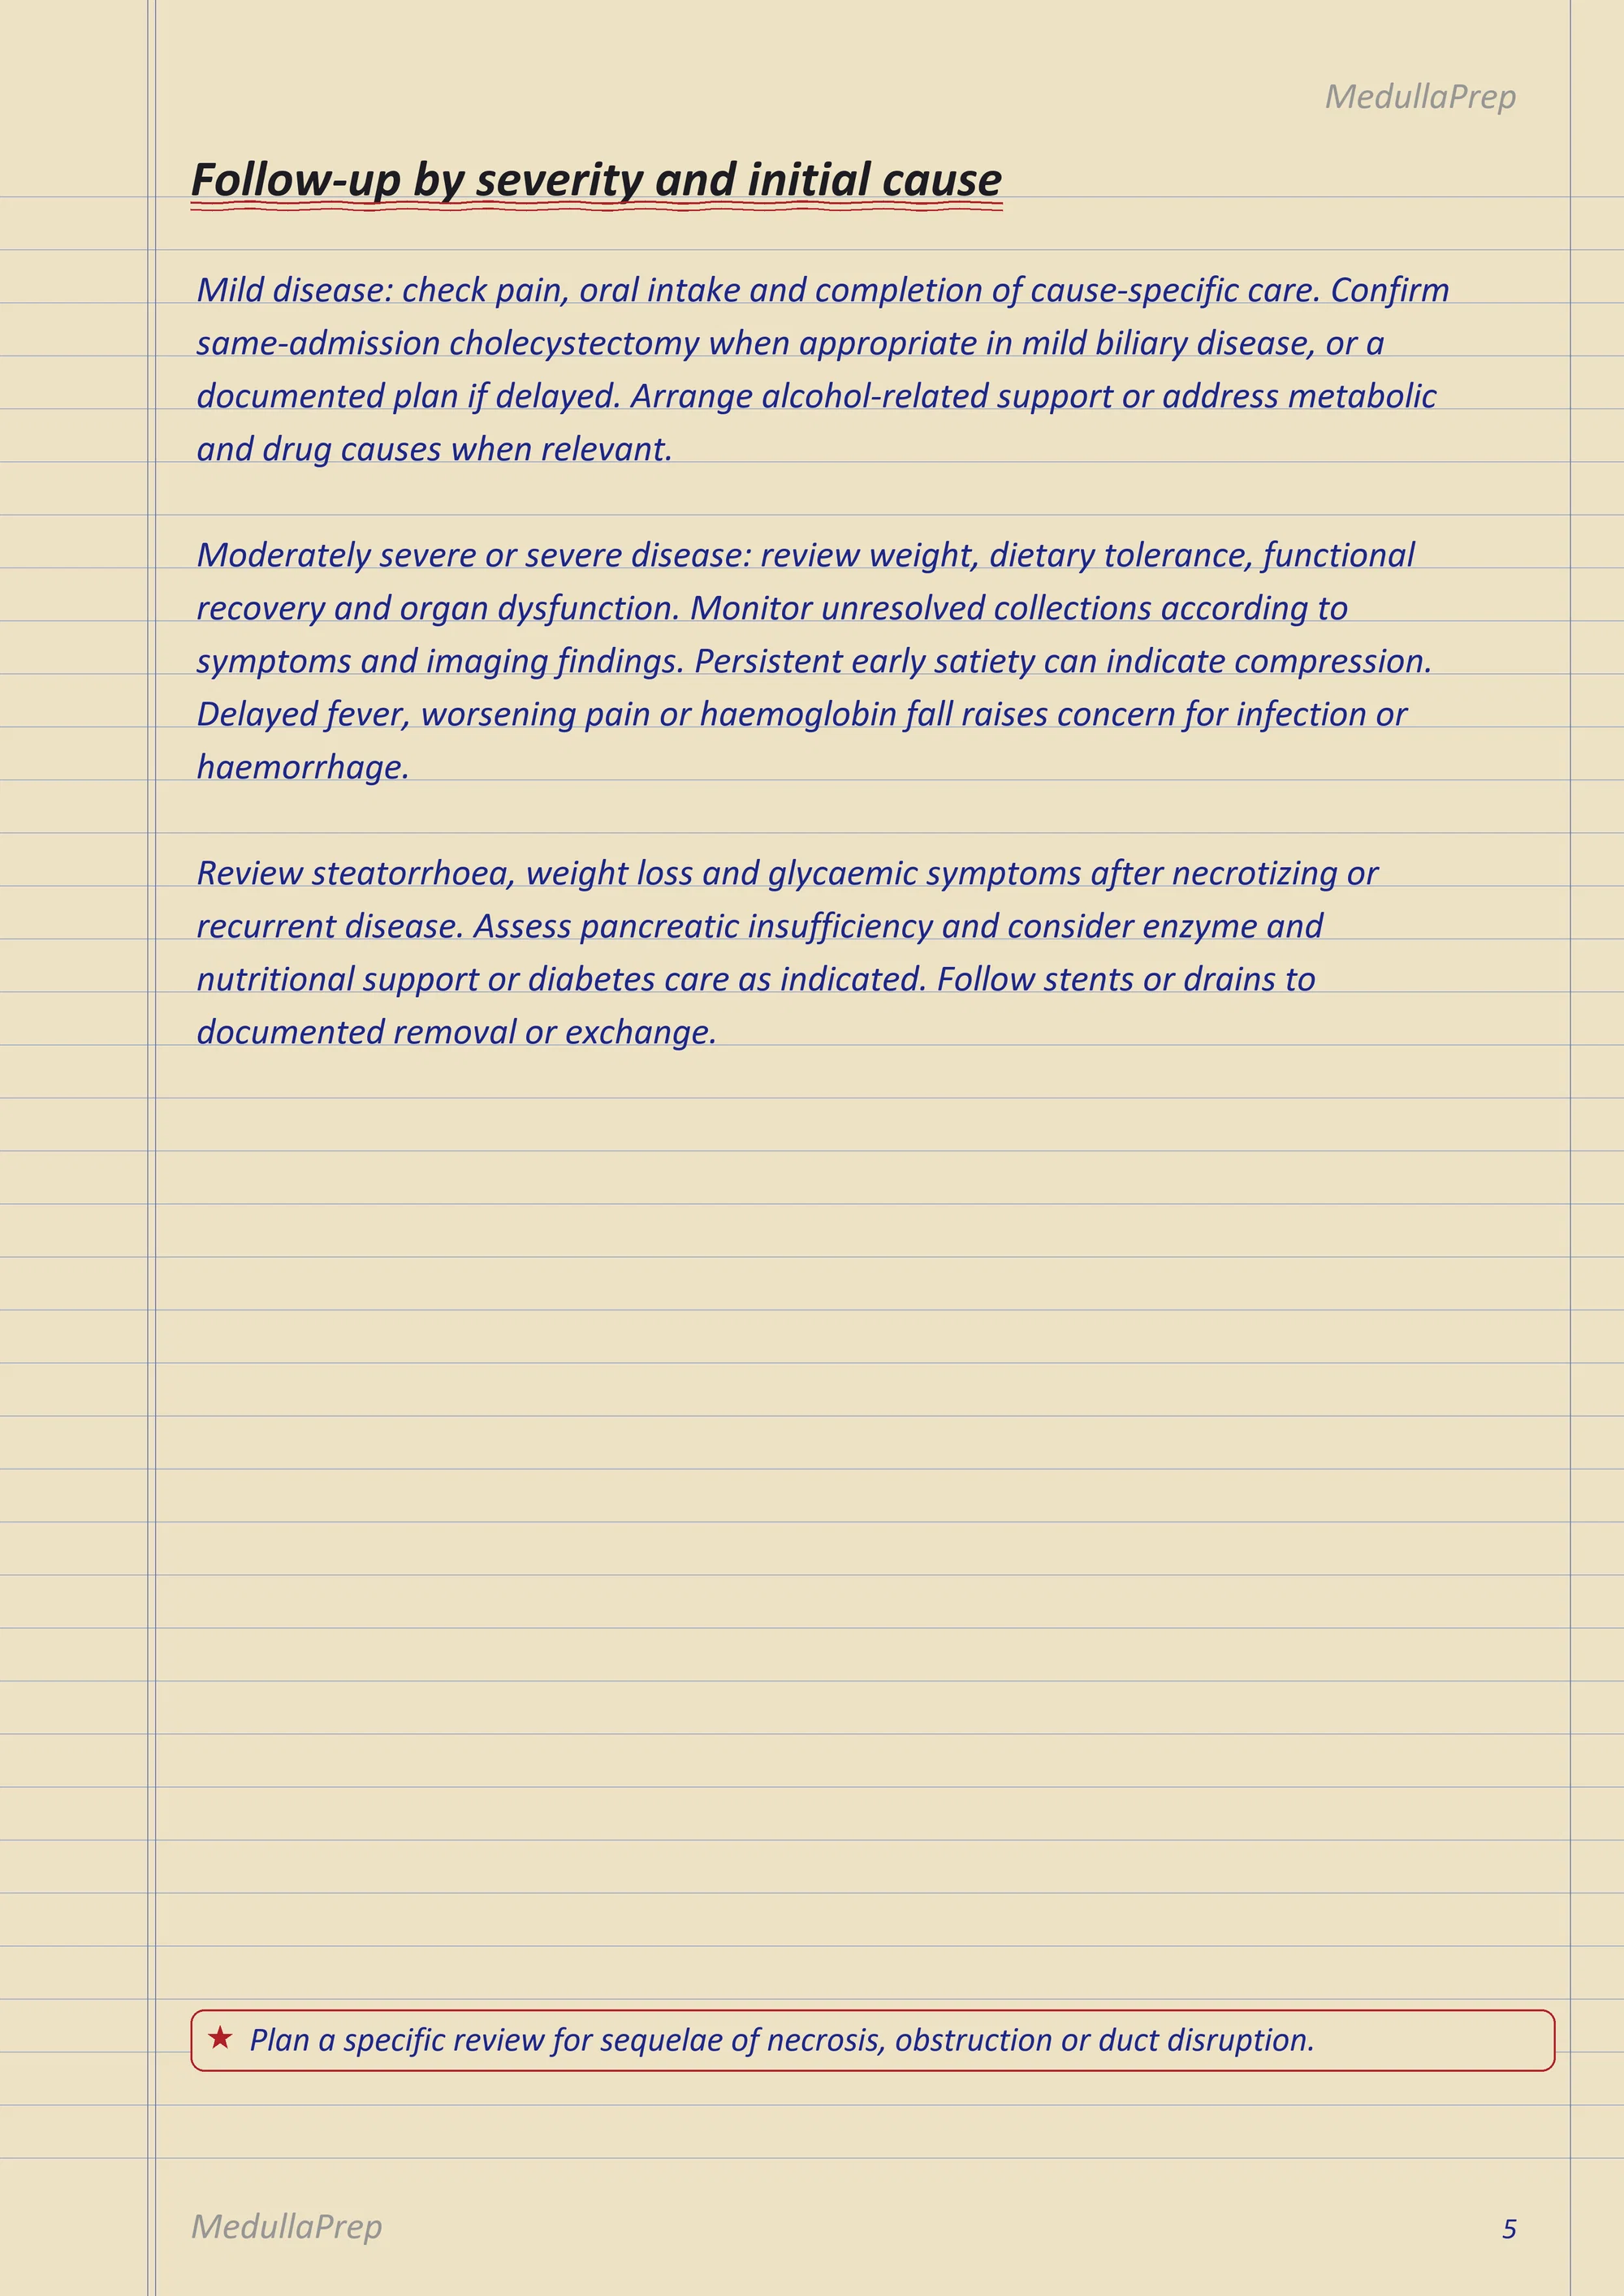 MedullaPrep
Follow-up by severity and initial cause
Mild disease: check pain, oral intake and completion of cause-specific care. Confirm
same-admission cholecystectomy when appropriate in mild biliary disease, or a
documented plan if delayed. Arrange alcohol-related support or address metabolic
and drug causes when relevant.
Moderately severe or severe disease: review weight, dietary tolerance, functional
recovery and organ dysfunction. Monitor unresolved collections according to
symptoms and imaging findings. Persistent early satiety can indicate compression.
Delayed fever, worsening pain or haemoglobin fall raises concern for infection or
haemorrhage.
Review steatorrhoea, weight loss and glycaemic symptoms after necrotizing or
recurrent disease. Assess pancreatic insufficiency and consider enzyme and
nutritional support or diabetes care as indicated. Follow stents or drains to
documented removal or exchange.
★ Plan a specific review for sequelae of necrosis, obstruction or duct disruption.
MedullaPrep
5